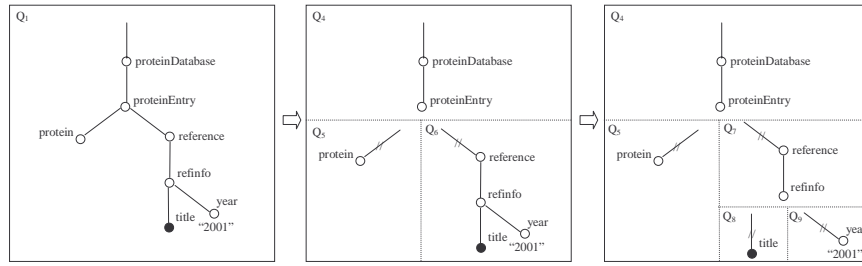 Q1
proteinDatabase
proteinEntry
protein
reference
refinfo
year
title
“2001”
Q4
proteinDatabase
proteinEntry
Q5
Q6
protein
reference
refinfo
year
title
“2001”
Q4
proteinDatabase
proteinEntry
Q5
Q7
protein
reference
refinfo
Q8
Q9
title
year
“2001”